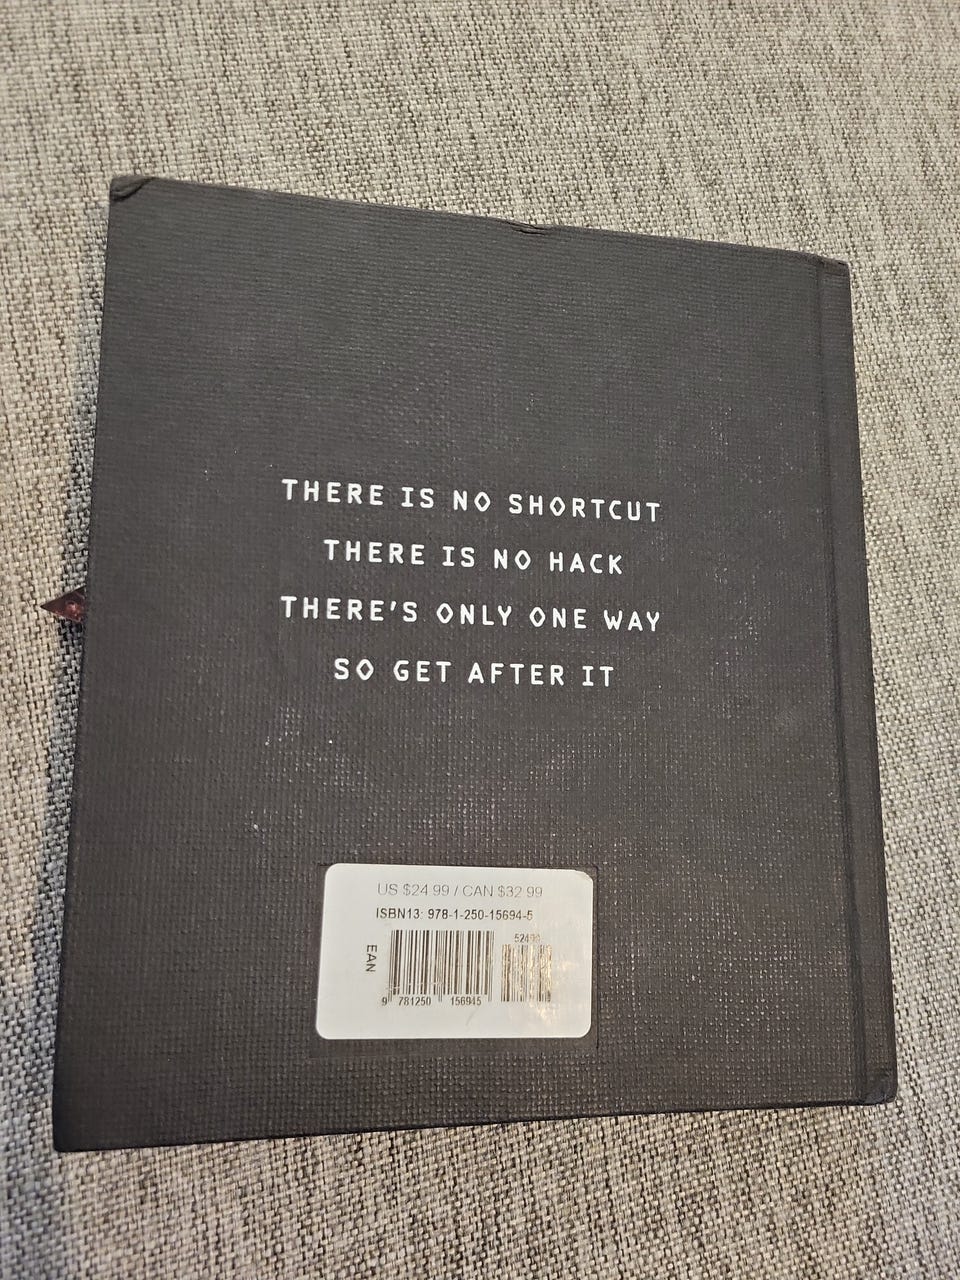 THERE IS NO SHORTCUT
THERE IS NO HACK
THERE'S ONLY ONE WAY
SO GET AFTER IT
US $24.99 / CAN $32.99
ISBN13: 978-1-250-15694-5
EAN
9 781250 156945